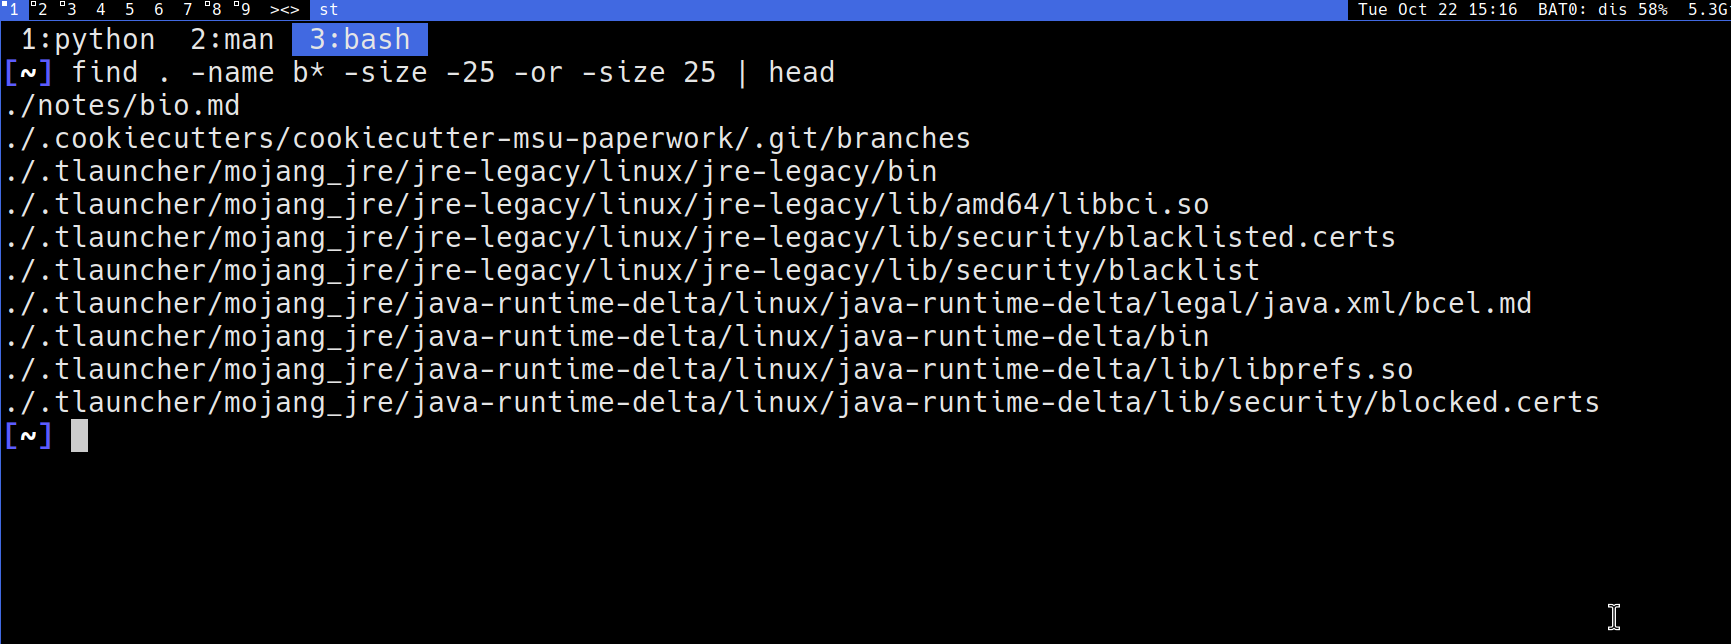 1 2 3 4 5 6 7 8 9 ><> st Tue Oct 22 15:16 BAT0: dis 58% 5.3G
1:python 2:man 3:bash
[~] find . -name b* -size -25 -or -size 25 | head
./notes/bio.md
./.cookiecutters/cookiecutter-msu-paperwork/.git/branches
./.tlauncher/mojang_jre/jre-legacy/linux/jre-legacy/bin
./.tlauncher/mojang_jre/jre-legacy/linux/jre-legacy/lib/amd64/libbci.so
./.tlauncher/mojang_jre/jre-legacy/linux/jre-legacy/lib/security/blacklisted.certs
./.tlauncher/mojang_jre/jre-legacy/linux/jre-legacy/lib/security/blacklist
./.tlauncher/mojang_jre/java-runtime-delta/linux/java-runtime-delta/legal/java.xml/bcel.md
./.tlauncher/mojang_jre/java-runtime-delta/linux/java-runtime-delta/bin
./.tlauncher/mojang_jre/java-runtime-delta/linux/java-runtime-delta/lib/libprefs.so
./.tlauncher/mojang_jre/java-runtime-delta/linux/java-runtime-delta/lib/security/blocked.certs
[~]